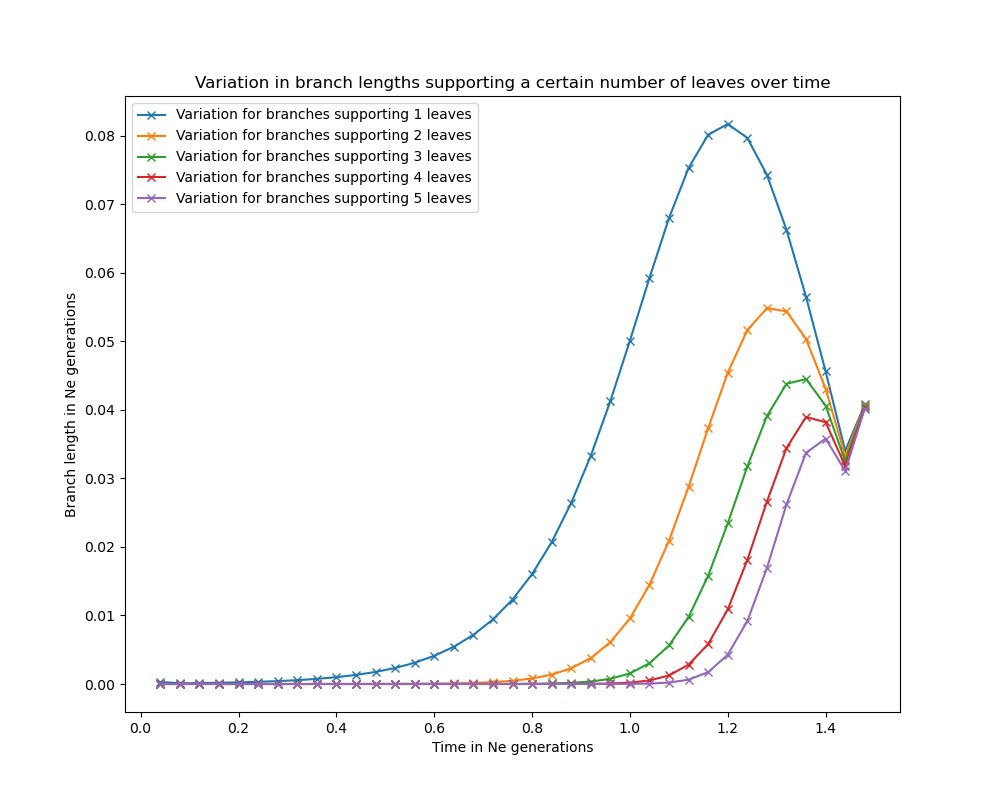 Variation in branch lengths supporting a certain number of leaves over time
Variation for branches supporting 1 leaves
Variation for branches supporting 2 leaves
Variation for branches supporting 3 leaves
Variation for branches supporting 4 leaves
Variation for branches supporting 5 leaves
Branch length in Ne generations
0.08
0.07
0.06
0.05
0.04
0.03
0.02
0.01
0.00
0.0 0.2 0.4 0.6 0.8 1.0 1.2 1.4
Time in Ne generations